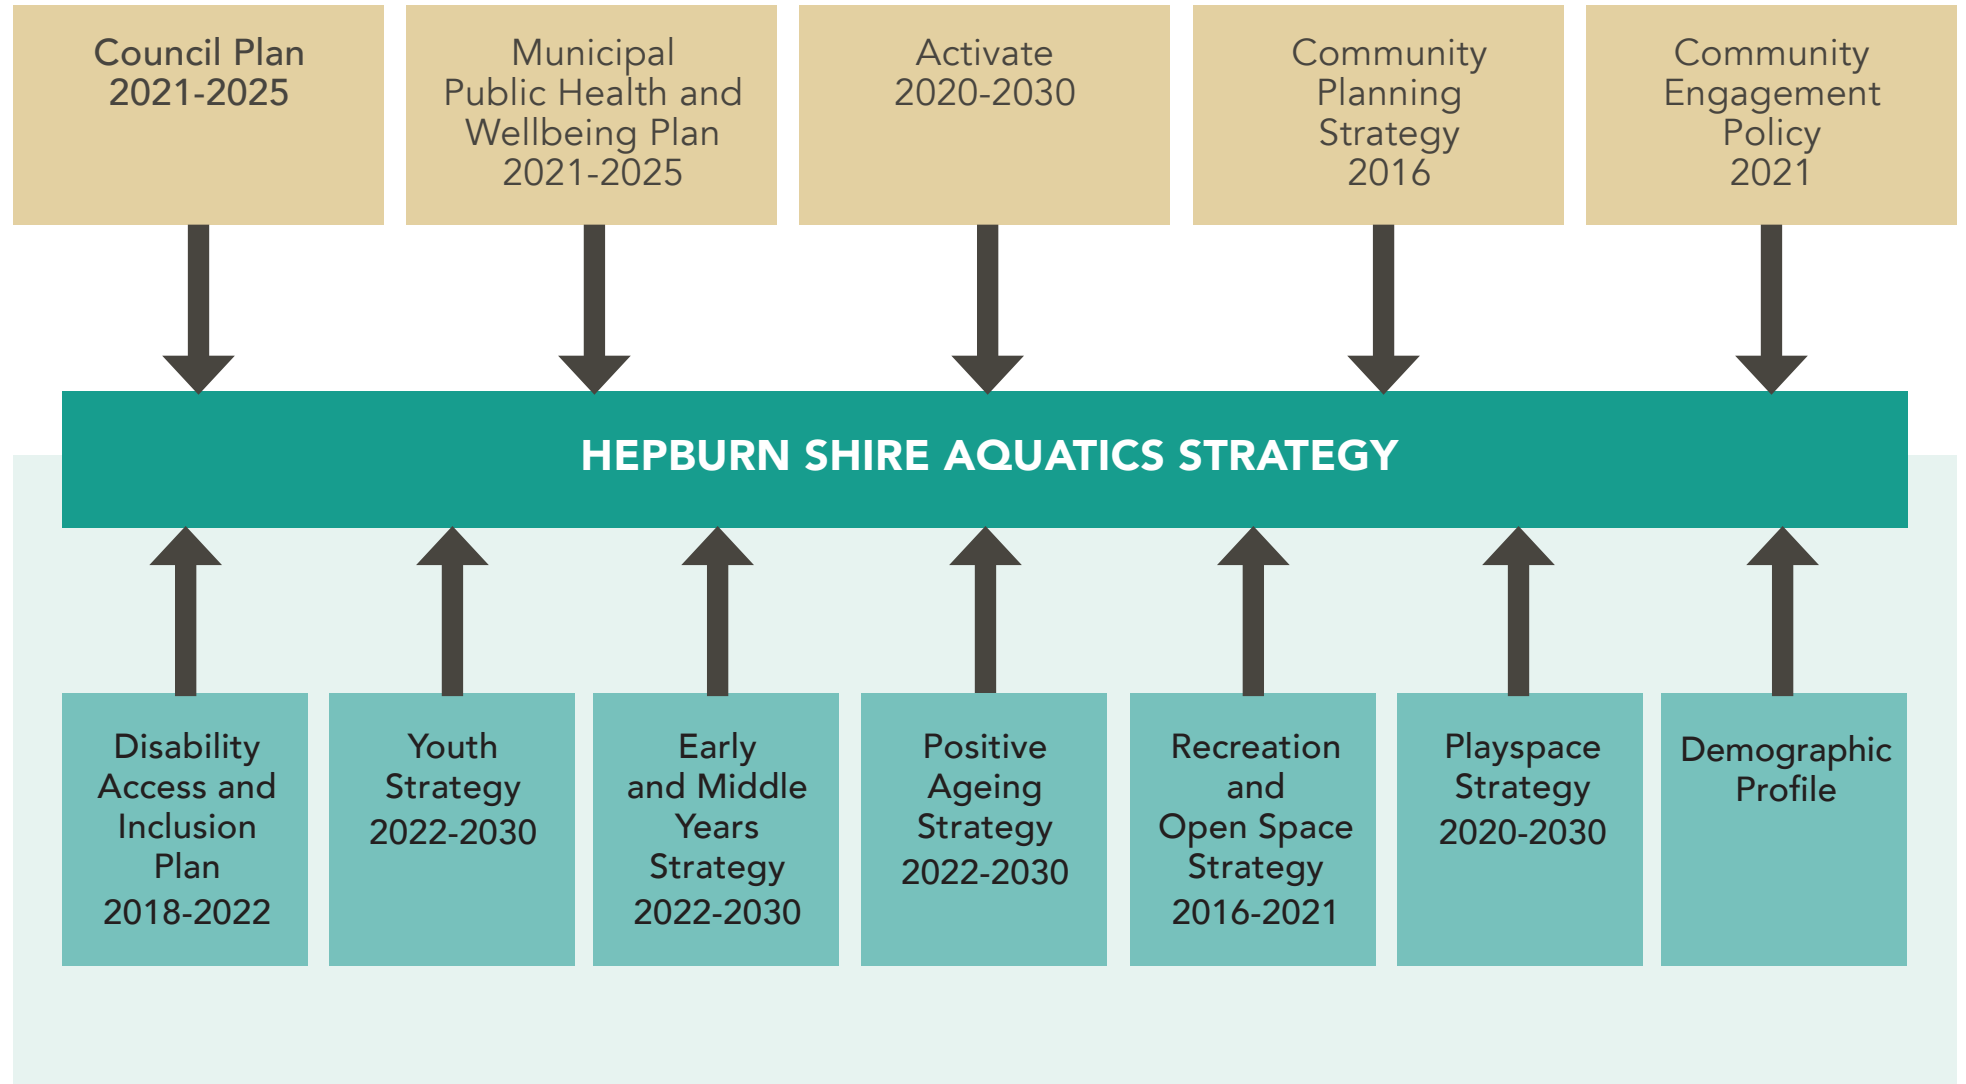 Council Plan
2021-2025
Municipal
Public Health and
Wellbeing Plan
2021-2025
Activate
2020-2030
Community
Planning
Strategy
2016
Community
Engagement
Policy
2021
HEPBURN SHIRE AQUATICS STRATEGY
Disability
Access and
Inclusion
Plan
2018-2022
Youth
Strategy
2022-2030
Early
and Middle
Years
Strategy
2022-2030
Positive
Ageing
Strategy
2022-2030
Recreation
and
Open Space
Strategy
2016-2021
Playspace
Strategy
2020-2030
Demographic
Profile